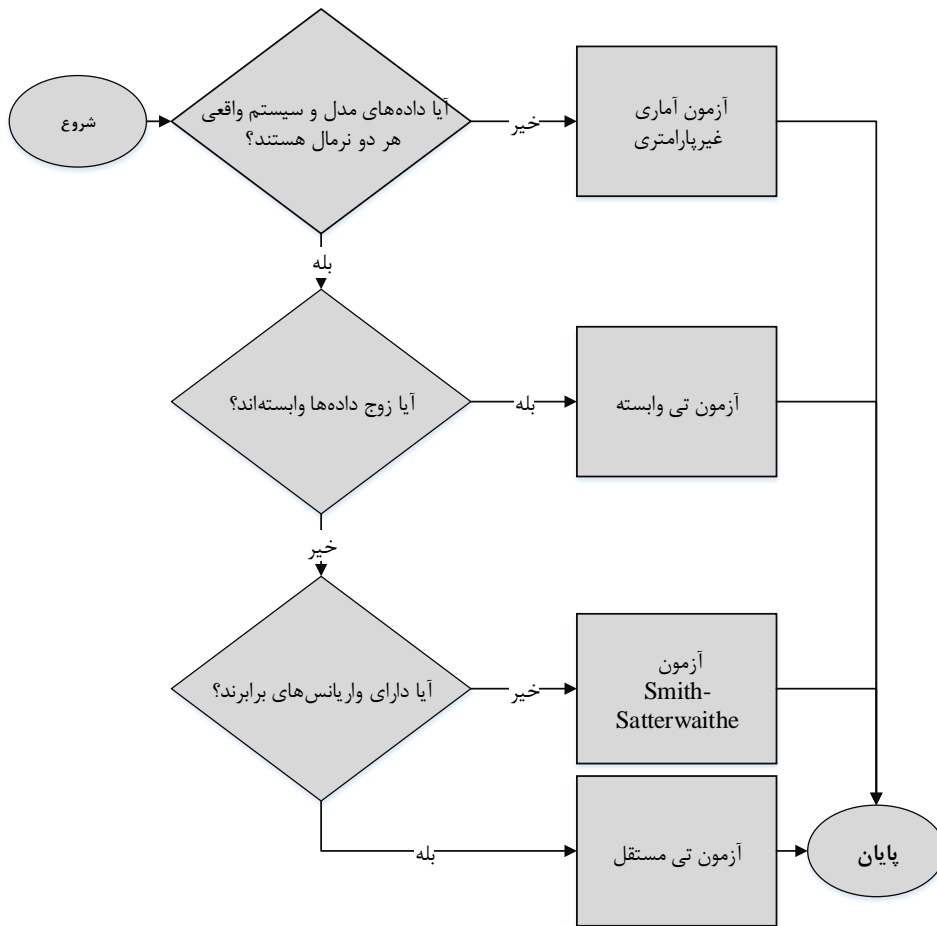 شروع
آیا داده‌های مدل و سیستم واقعی
هر دو نرمال هستند؟
خیر
آزمون آماری
غیرپارامتری
بله
آیا زوج داده‌ها وابسته‌اند؟
بله
آزمون تی وابسته
خیر
آیا دارای واریانس‌های برابرند؟
خیر
آزمون
Smith-
Satterwaithe
بله
آزمون تی مستقل
پایان